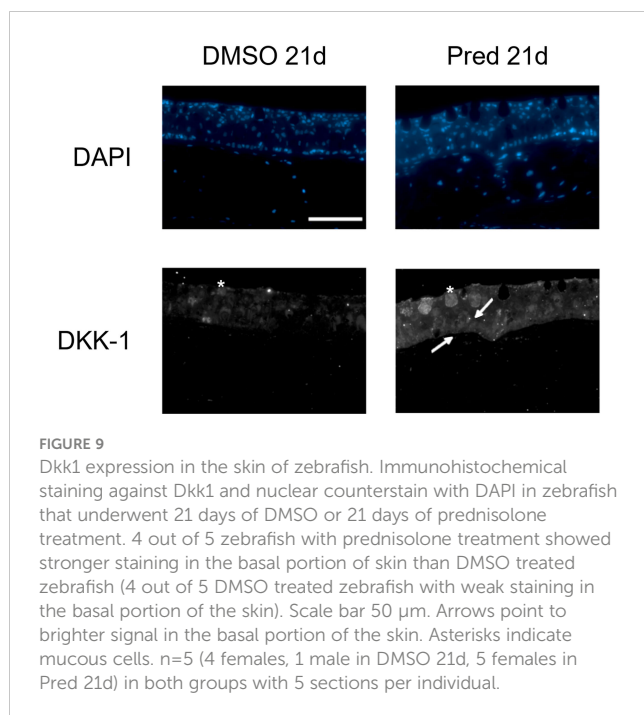 DMSO 21d
Pred 21d
DAPI
*
*
DKK-1
FIGURE 9
Dkk1 expression in the skin of zebrafish. Immunohistochemical
staining against Dkk1 and nuclear counterstain with DAPI in zebrafish
that underwent 21 days of DMSO or 21 days of prednisolone
treatment. 4 out of 5 zebrafish with prednisolone treatment showed
stronger staining in the basal portion of skin than DMSO treated
zebrafish (4 out of 5 DMSO treated zebrafish with weak staining in
the basal portion of the skin). Scale bar 50 µm. Arrows point to
brighter signal in the basal portion of the skin. Asterisks indicate
mucous cells. n=5 (4 females, 1 male in DMSO 21d, 5 females in
Pred 21d) in both groups with 5 sections per individual.